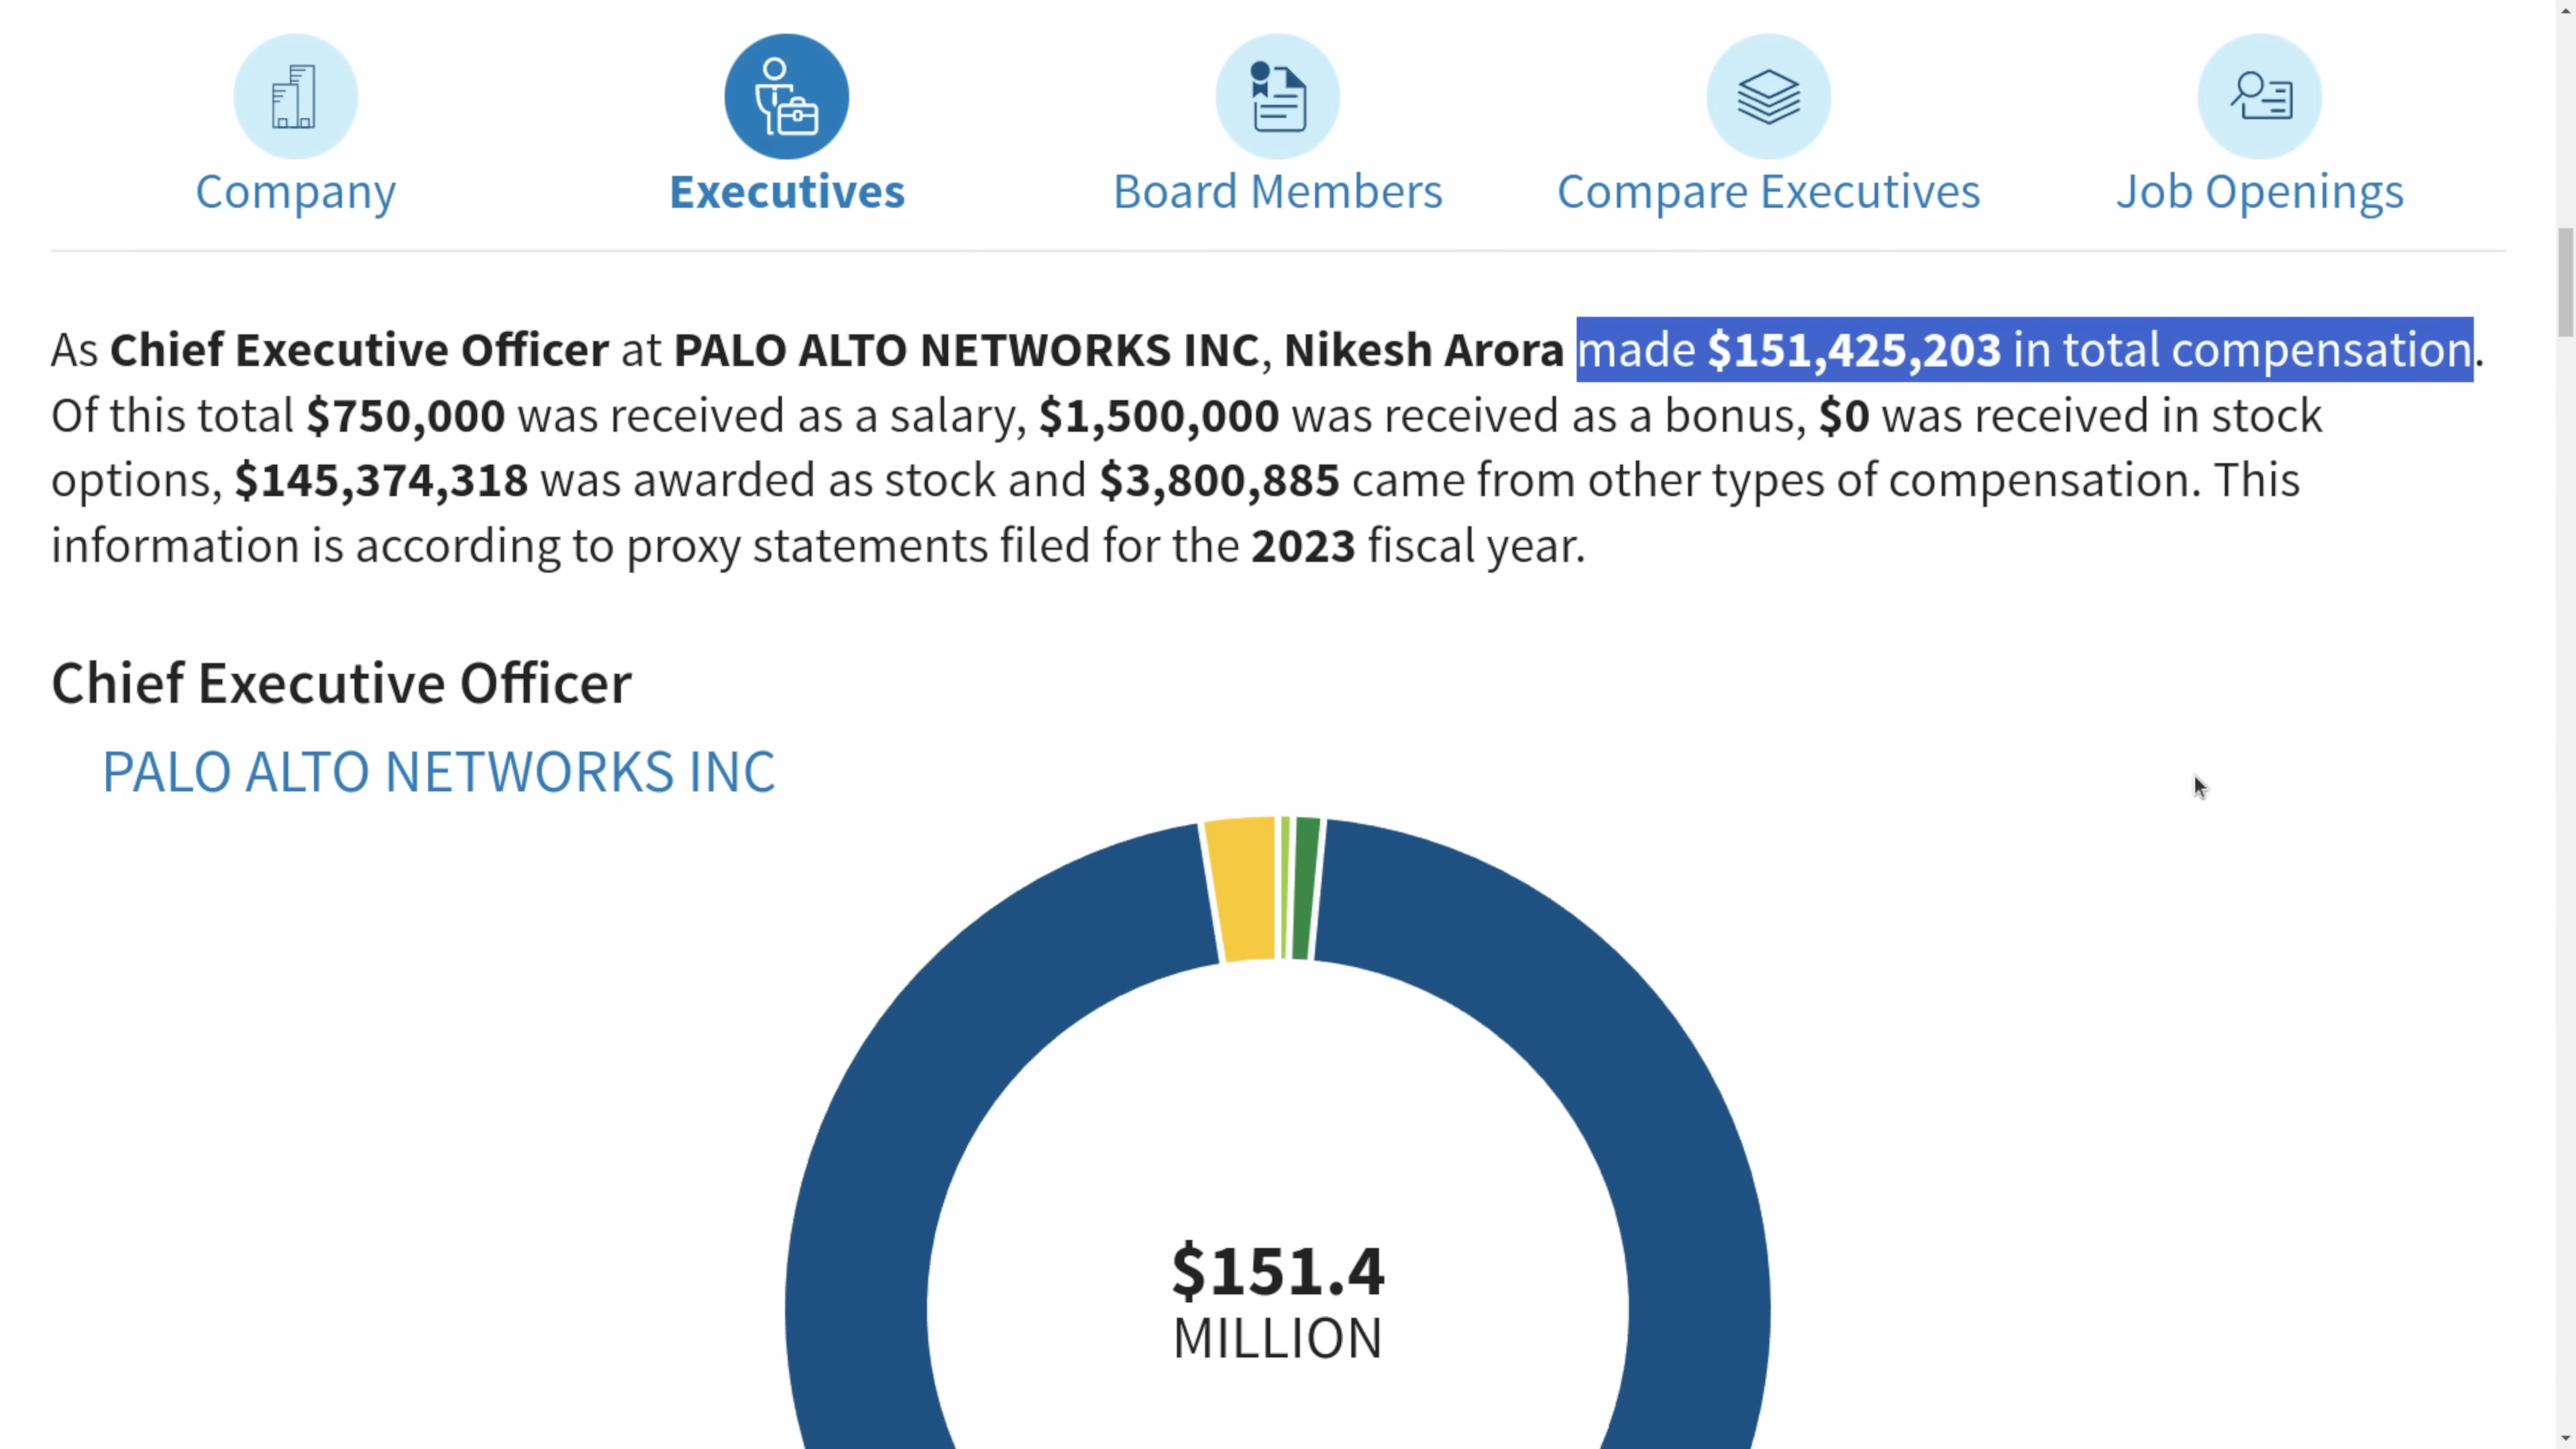 Company
Executives
Board Members
Compare Executives
Job Openings
As Chief Executive Officer at PALO ALTO NETWORKS INC, Nikesh Arora made $151,425,203 in total compensation.
Of this total $750,000 was received as a salary, $1,500,000 was received as a bonus, $0 was received in stock
options, $145,374,318 was awarded as stock and $3,800,885 came from other types of compensation. This
information is according to proxy statements filed for the 2023 fiscal year.
Chief Executive Officer
PALO ALTO NETWORKS INC
$151.4
MILLION